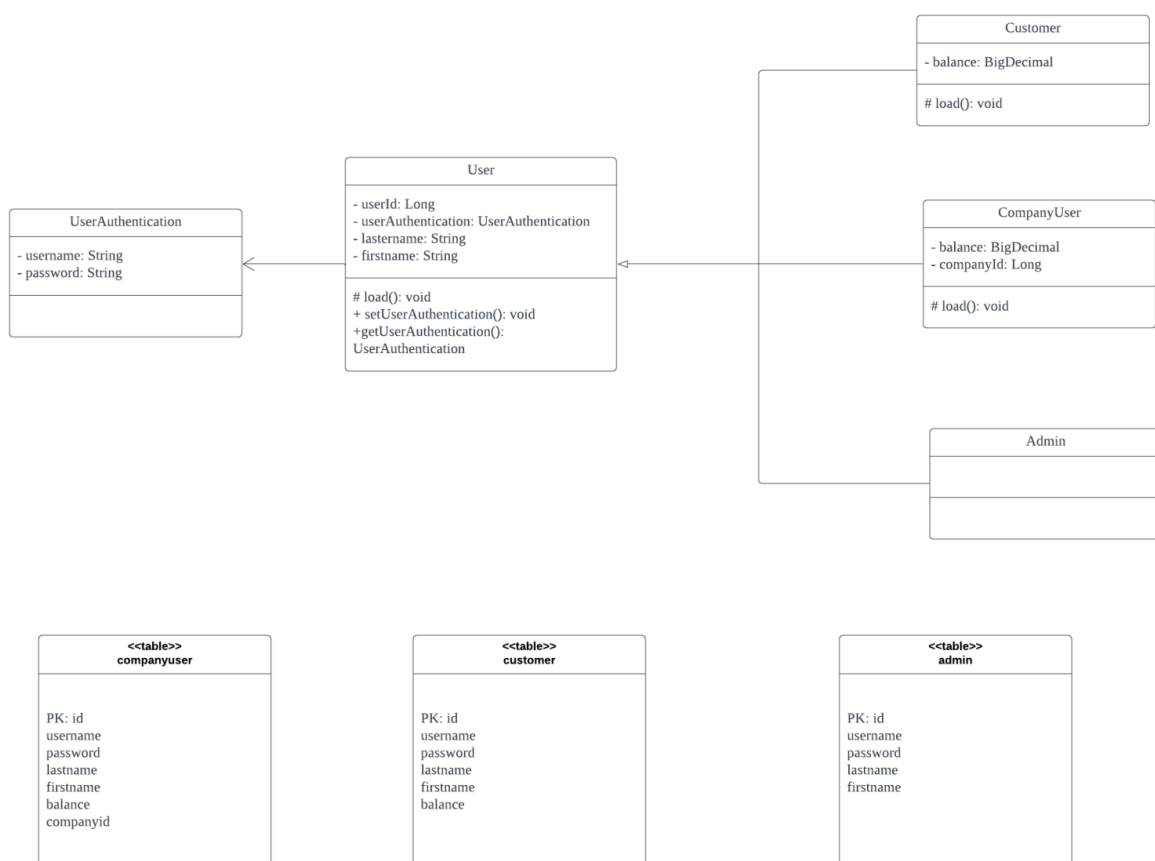 Customer
- balance: BigDecimal
# load(): void
User
- userId: Long
- userAuthentication: UserAuthentication
- lastername: String
- firstname: String
# load(): void
+ setUserAuthentication(): void
+getUserAuthentication():
UserAuthentication
UserAuthentication
- username: String
- password: String
CompanyUser
- balance: BigDecimal
- companyId: Long
# load(): void
Admin
<<table>>
companyuser
PK: id
username
password
lastname
firstname
balance
companyid
<<table>>
customer
PK: id
username
password
lastname
firstname
balance
<<table>>
admin
PK: id
username
password
lastname
firstname